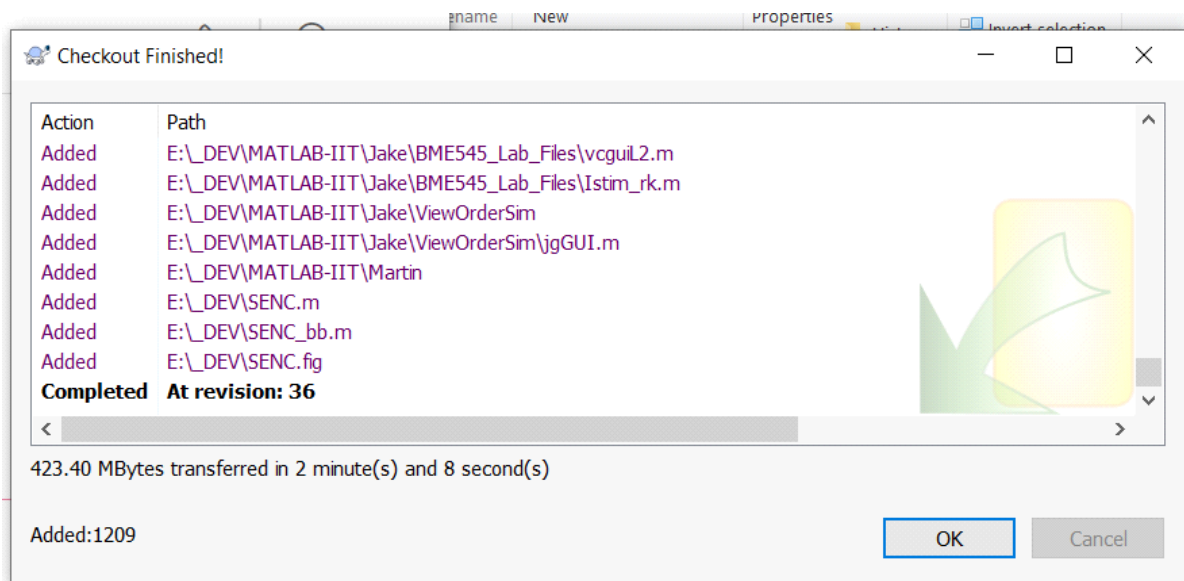 ename New Properties
Invert selection
Checkout Finished!
Action Path
Added E:\_DEV\MATLAB-IIT\Jake\BME545_Lab_Files\vcguiL2.m
Added E:\_DEV\MATLAB-IIT\Jake\BME545_Lab_Files\Istim_rk.m
Added E:\_DEV\MATLAB-IIT\Jake\ViewOrderSim
Added E:\_DEV\MATLAB-IIT\Jake\ViewOrderSim\jgGUI.m
Added E:\_DEV\MATLAB-IIT\Martin
Added E:\_DEV\SENC.m
Added E:\_DEV\SENC_bb.m
Added E:\_DEV\SENC.fig
Completed At revision: 36
423.40 MBytes transferred in 2 minute(s) and 8 second(s)
Added:1209
OK Cancel